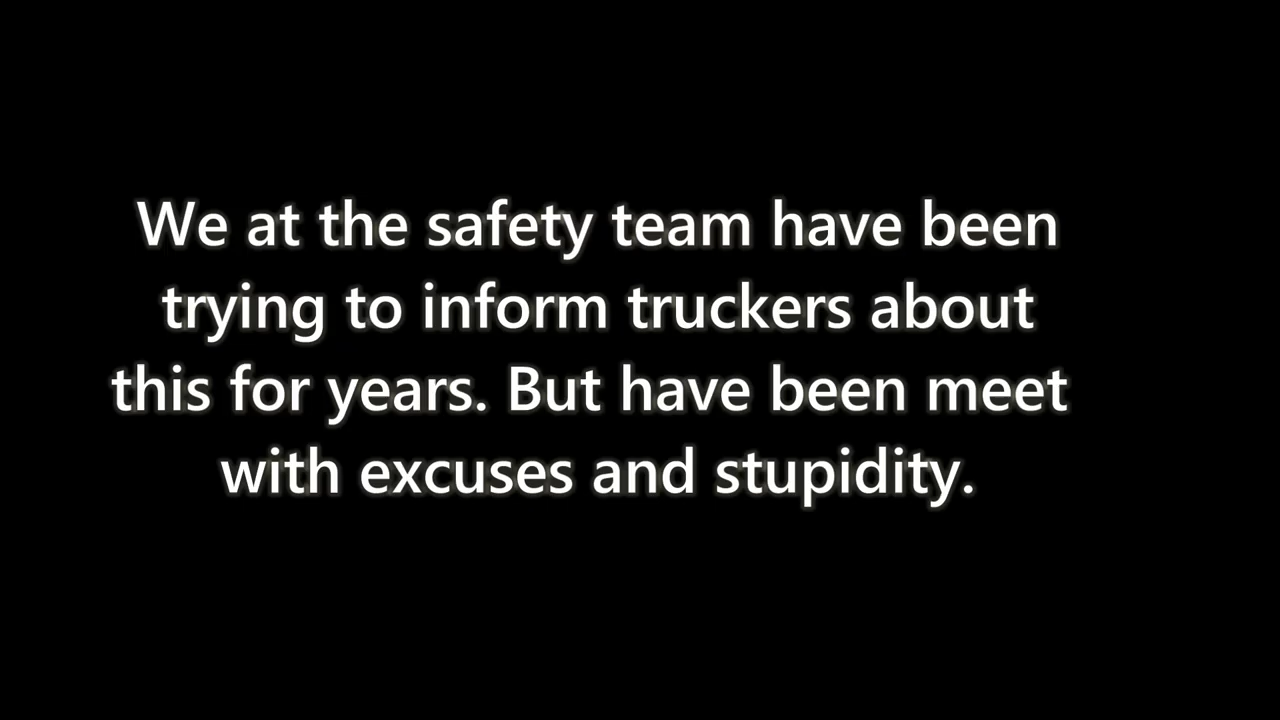 We at the safety team have been
trying to inform truckers about
this for years. But have been meet
with excuses and stupidity.